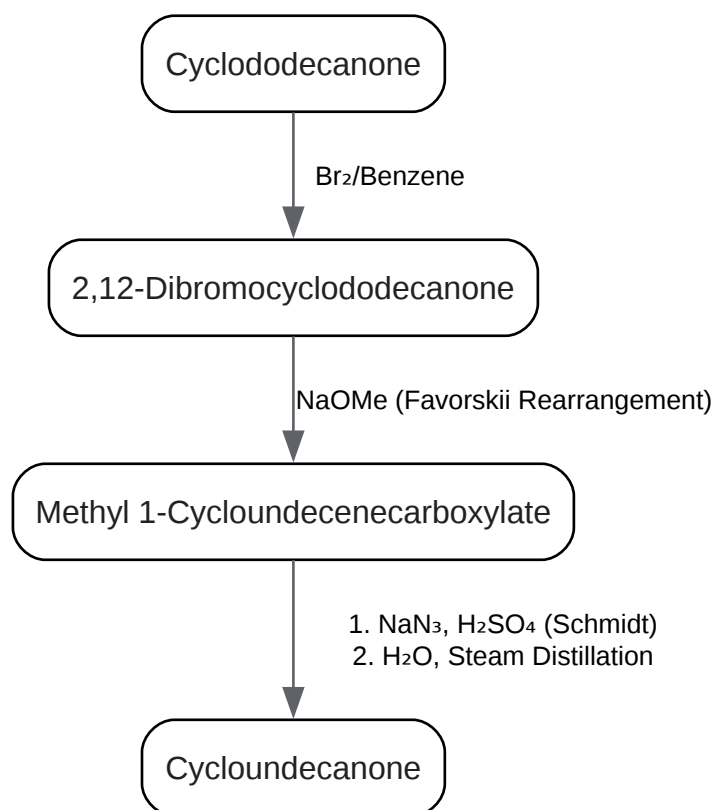 Cyclododecanone
Br₂/Benzene
2,12-Dibromocyclododecanone
NaOMe (Favorskii Rearrangement)
Methyl 1-Cycloundecenecarboxylate
1. NaN₃, H₂SO₄ (Schmidt)
2. H₂O, Steam Distillation
Cycloundecanone